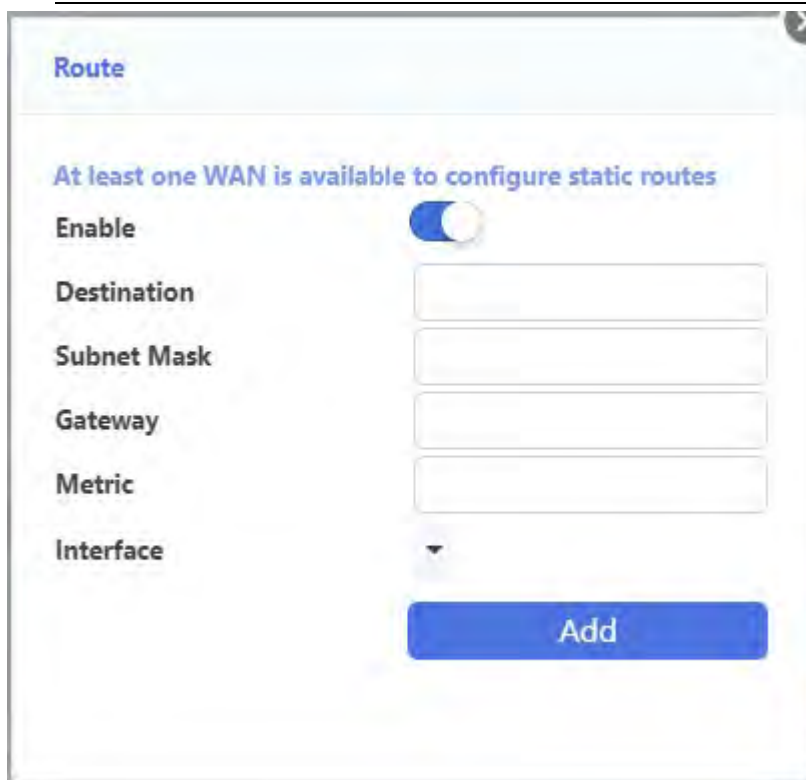 Route
At least one WAN is available to configure static routes
Enable
Destination
Subnet Mask
Gateway
Metric
Interface
Add